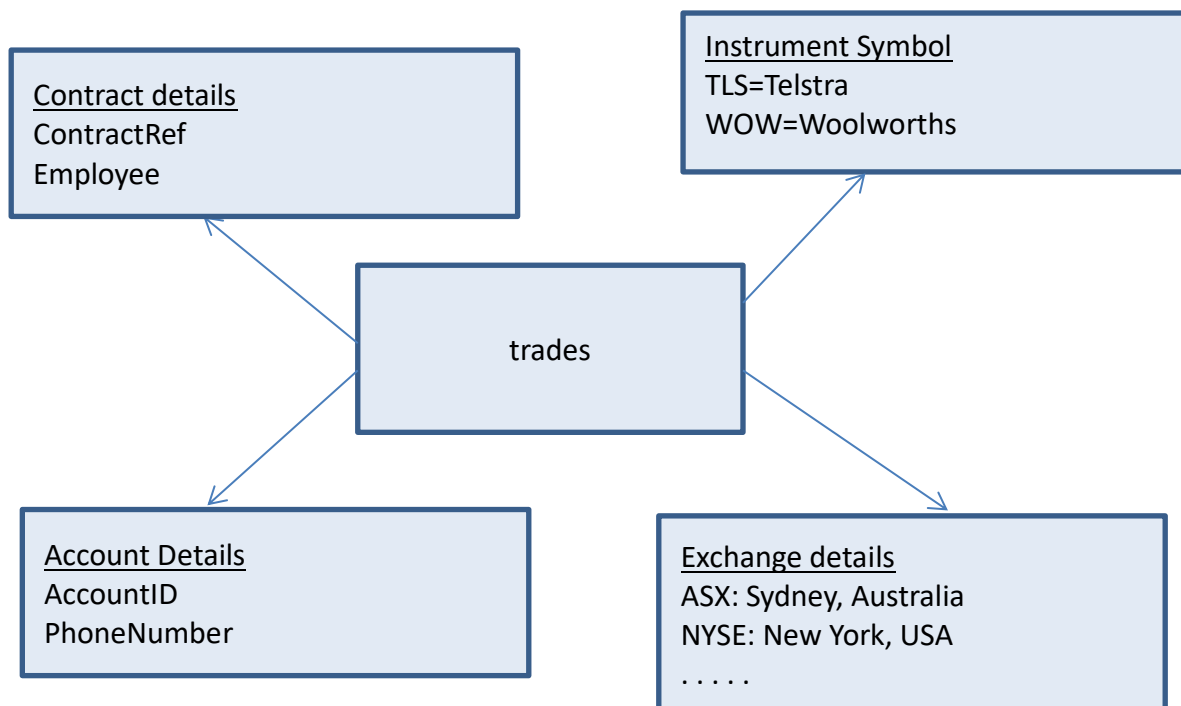 Contract details
ContractRef
Employee
Instrument Symbol
TLS=Telstra
WOW=Woolworths
trades
Account Details
AccountID
PhoneNumber
Exchange details
ASX: Sydney, Australia
NYSE: New York, USA
. . . . .